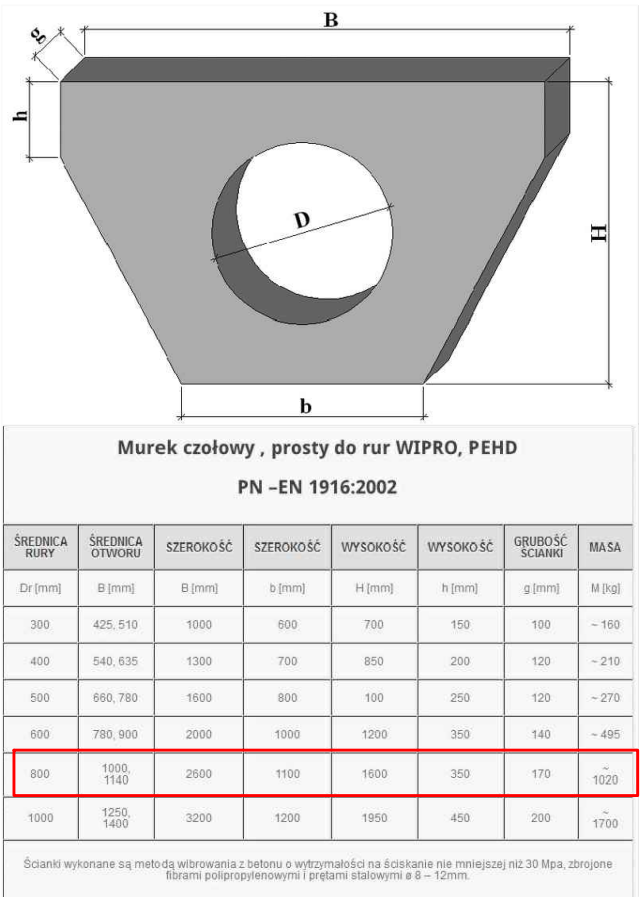 B
g
h
D
H
b
Murek czołowy , prosty do rur WIPRO, PEHD
PN –EN 1916:2002
ŚREDNICA RURY ŚREDNICA OTWORU SZEROKOŚĆ SZEROKOŚĆ WYSOKOŚĆ WYSOKOŚĆ GRUBOŚĆ ŚCIANKI MASA
Dr [mm] B [mm] B [mm] b [mm] H [mm] h [mm] g [mm] M [kg]
300 425, 510 1000 600 700 150 100 ~ 160
400 540, 635 1300 700 850 200 120 ~ 210
500 660, 780 1600 800 100 250 120 ~ 270
600 780, 900 2000 1000 1200 350 140 ~ 495
800 1000, 1140 2600 1100 1600 350 170 ~ 1020
1000 1250, 1400 3200 1200 1950 450 200 ~ 1700
Ścianki wykonane są metodą wibrowania z betonu o wytrzymałości na ściskanie nie mniejszej niż 30 Mpa, zbrojone
fibrami polipropylenowymi i prętami stalowymi ø 8 – 12mm.